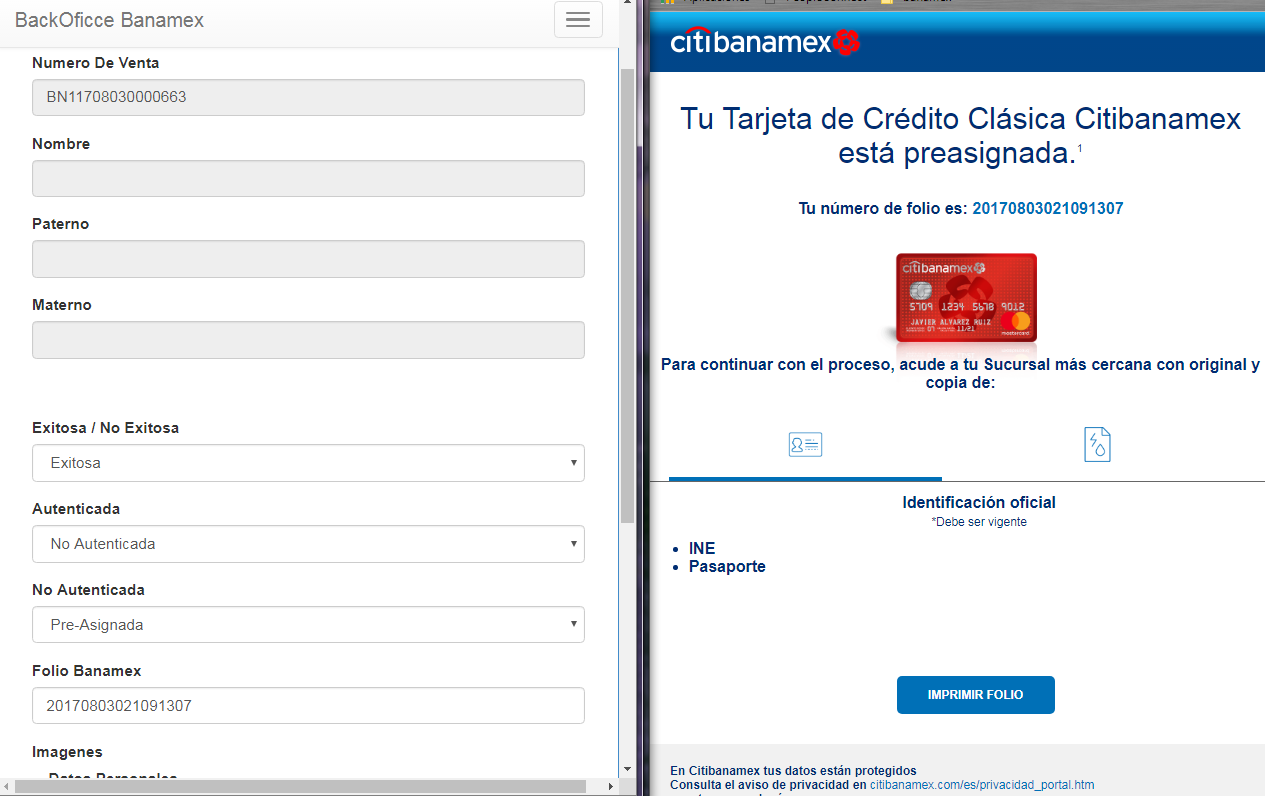 BackOficce Banamex
Numero De Venta
BN11708030000663
Nombre
Paterno
Materno
Exitosa / No Exitosa
Exitosa
Autenticada
No Autenticada
No Autenticada
Pre-Asignada
Folio Banamex
20170803021091307
Imagenes
Datos Personales
citibanamex
Tu Tarjeta de Crédito Clásica Citibanamex
está preasignada.¹
Tu número de folio es: 20170803021091307
citibanamex
5709 1234 5678 9012
07 11/21
JAVIER ALVAREZ RUIZ
mastercard
Para continuar con el proceso, acude a tu Sucursal más cercana con original y
copia de:
Identificación oficial
*Debe ser vigente
• INE
• Pasaporte
IMPRIMIR FOLIO
En Citibanamex tus datos están protegidos
Consulta el aviso de privacidad en citibanamex.com/es/privacidad_portal.htm